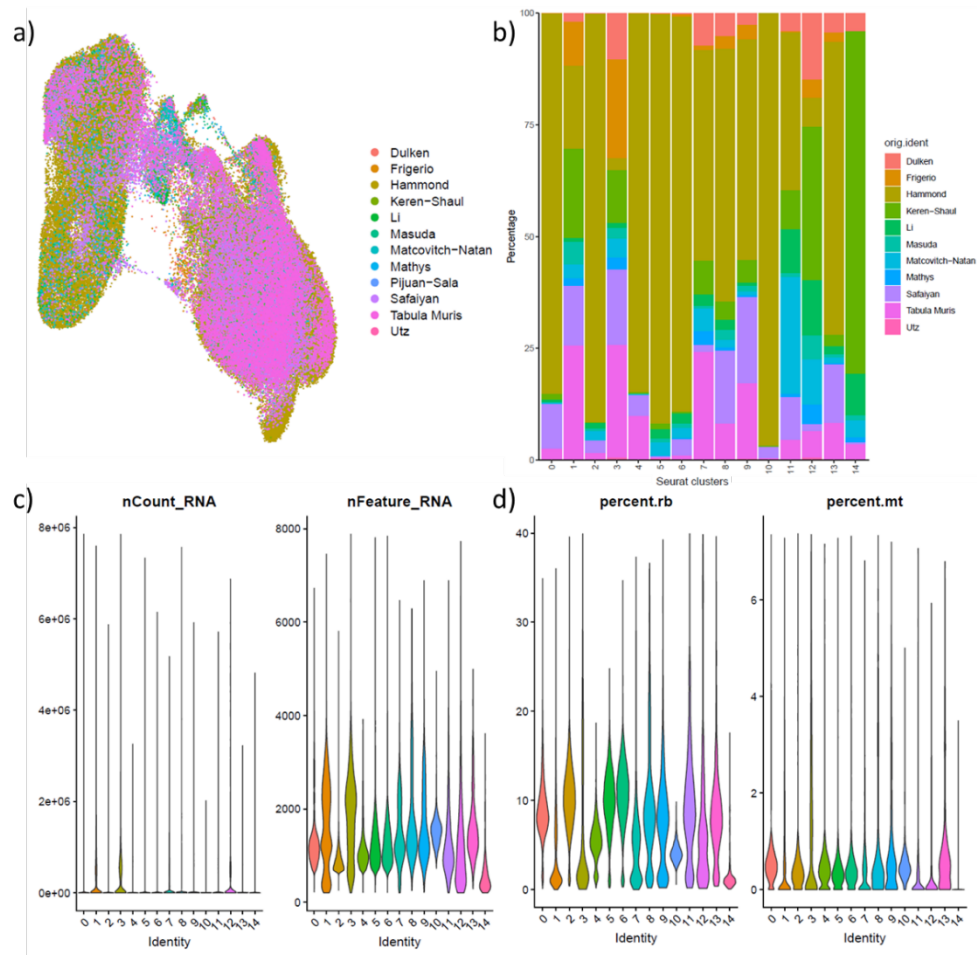 a)
Dulken
Frigerio
Hammond
Keren-Shaul
Li
Masuda
Matcovitch-Natan
Mathys
Pijuan-Sala
Safaiyan
Tabula Muris
Utz
b)
100
75
50
25
0
Percentage
0 1 2 3 4 5 6 7 8 9 10 11 12 13 14
Seurat clusters
orig.ident
Dulken
Frigerio
Hammond
Keren-Shaul
Li
Masuda
Matcovitch-Natan
Mathys
Safaiyan
Tabula Muris
Utz
c)
nCount_RNA
8e+06
6e+06
4e+06
2e+06
0e+00
0 1 2 3 4 5 6 7 8 9 10 11 12 13 14
Identity
nFeature_RNA
8000
6000
4000
2000
0
0 1 2 3 4 5 6 7 8 9 10 11 12 13 14
Identity
d)
percent.rb
40
30
20
10
0
0 1 2 3 4 5 6 7 8 9 10 11 12 13 14
Identity
percent.mt
6
4
2
0
0 1 2 3 4 5 6 7 8 9 10 11 12 13 14
Identity